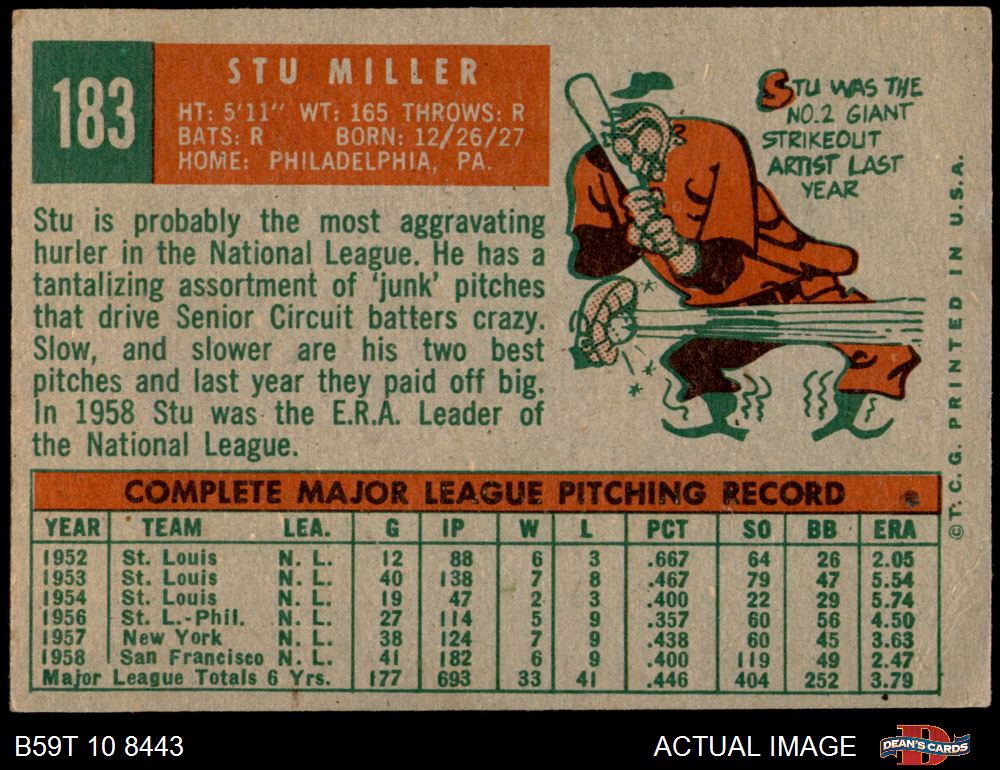 183
STU MILLER
HT: 5'11" WT: 165 THROWS: R
BATS: R BORN: 12/26/27
HOME: PHILADELPHIA, PA.
STU WAS THE
NO.2 GIANT
STRIKEOUT
ARTIST LAST
YEAR
Stu is probably the most aggravating
hurler in the National League. He has a
tantalizing assortment of 'junk' pitches
that drive Senior Circuit batters crazy.
Slow, and slower are his two best
pitches and last year they paid off big.
In 1958 Stu was the E.R.A. Leader of
the National League.
COMPLETE MAJOR LEAGUE PITCHING RECORD
YEAR TEAM LEA. G IP W L PCT SO BB ERA
1952 St. Louis N. L. 12 88 6 3 .667 64 26 2.05
1953 St. Louis N. L. 40 138 7 8 .467 79 47 5.54
1954 St. Louis N. L. 19 47 2 3 .400 22 29 5.74
1956 St. L.-Phil. N. L. 27 114 5 9 .357 60 56 4.50
1957 New York N. L. 38 124 7 9 .438 60 45 3.63
1958 San Francisco N. L. 41 182 6 9 .400 119 49 2.47
Major League Totals 6 Yrs. 177 693 33 41 .446 404 252 3.79
©T.C.G. PRINTED IN U.S.A.
B59T 10 8443
ACTUAL IMAGE
D
DEAN'S CARDS